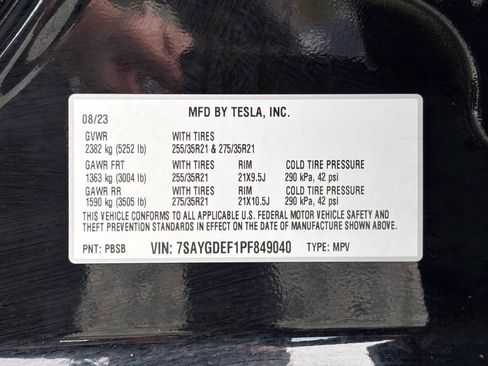 MFD BY TESLA, INC.
08/23
GVWR WITH TIRES
2382 kg (5252 lb) 255/35R21 & 275/35R21
GAWR FRT WITH TIRES RIM COLD TIRE PRESSURE
1363 kg (3004 lb) 255/35R21 21X9.5J 290 kPa, 42 psi
GAWR RR WITH TIRES RIM COLD TIRE PRESSURE
1590 kg (3505 lb) 275/35R21 21X10.5J 290 kPa, 42 psi
THIS VEHICLE CONFORMS TO ALL APPLICABLE U.S. FEDERAL MOTOR VEHICLE SAFETY AND
THEFT PREVENTION STANDARDS IN EFFECT ON THE DATE OF MANUFACTURE SHOWN ABOVE.
PNT: PBSB VIN: 7SAYGDEF1PF849040 TYPE: MPV